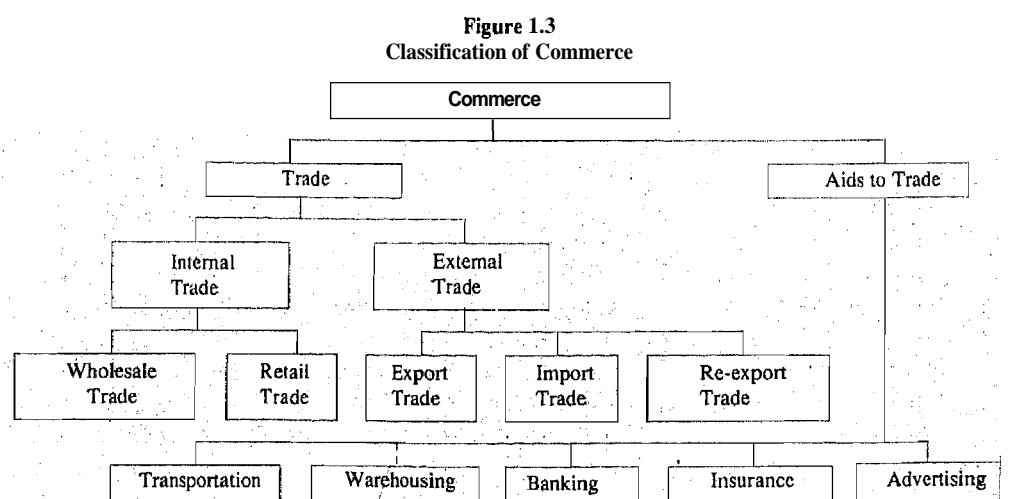 Figure 1.3
Classification of Commerce
Commerce
Trade
Aids to Trade
Internal
Trade
External
Trade
Wholesale
Trade
Retail
Trade
Export
Trade
Import
Trade
Re-export
Trade
Transportation
Warehousing
Banking
Insurance
Advertising